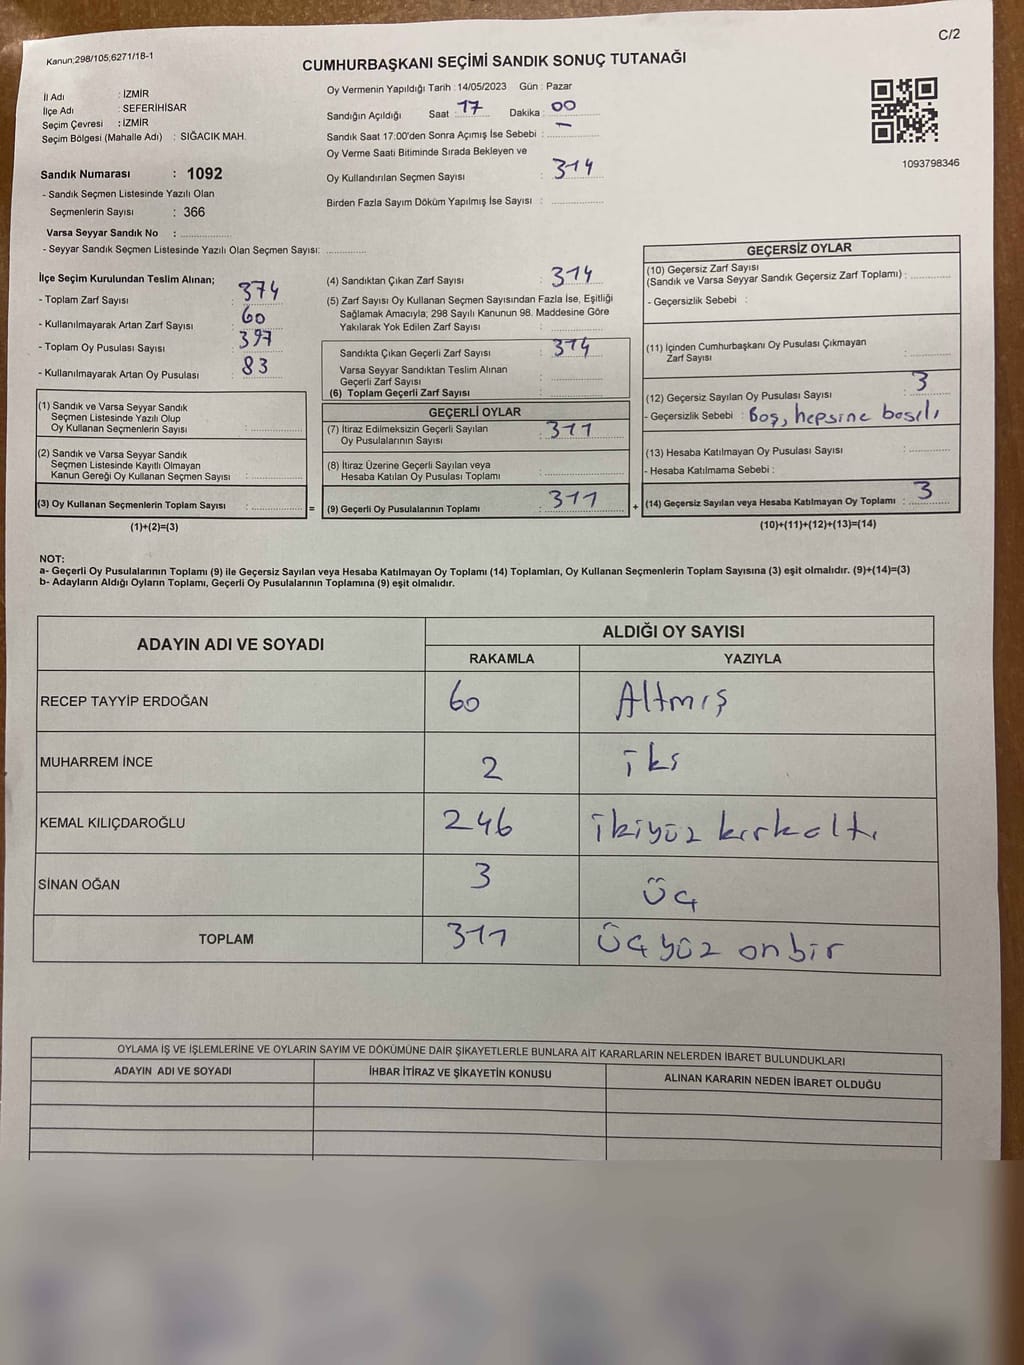 C/2
Kanun;298/105;6271/18-1
CUMHURBAŞKANI SEÇİMİ SANDIK SONUÇ TUTANAĞI
İl Adı : İZMİR
İlçe Adı : SEFERİHİSAR
Seçim Çevresi : İZMİR
Seçim Bölgesi (Mahalle Adı) : SIĞACIK MAH.
Sandık Numarası : 1092
- Sandık Seçmen Listesinde Yazılı Olan
Seçmenlerin Sayısı : 366
Varsa Seyyar Sandık No :
- Seyyar Sandık Seçmen Listesinde Yazılı Olan Seçmen Sayısı:
Oy Vermenin Yapıldığı Tarih : 14/05/2023 Gün : Pazar
Sandığın Açıldığı Saat : 17 Dakika : 00
Sandık Saat 17:00'den Sonra Açımış İse Sebebi : -
Oy Verme Saati Bitiminde Sırada Bekleyen ve
Oy Kullandırılan Seçmen Sayısı : 314
Birden Fazla Sayım Döküm Yapılmış İse Sayısı :
1093798346
İlçe Seçim Kurulundan Teslim Alınan;
- Toplam Zarf Sayısı : 374
- Kullanılmayarak Artan Zarf Sayısı : 60
- Toplam Oy Pusulası Sayısı : 397
- Kullanılmayarak Artan Oy Pusulası : 83
(1) Sandık ve Varsa Seyyar Sandık
Seçmen Listesinde Yazılı Olup
Oy Kullanan Seçmenlerin Sayısı :
(2) Sandık ve Varsa Seyyar Sandık
Seçmen Listesinde Kayıtlı Olmayan
Kanun Gereği Oy Kullanan Seçmen Sayısı :
(3) Oy Kullanan Seçmenlerin Toplam Sayısı : =
(1)+(2)=(3)
(4) Sandıktan Çıkan Zarf Sayısı : 314
(5) Zarf Sayısı Oy Kullanan Seçmen Sayısından Fazla İse, Eşitliği
Sağlamak Amacıyla; 298 Sayılı Kanunun 98. Maddesine Göre
Yakılarak Yok Edilen Zarf Sayısı :
Sandıkta Çıkan Geçerli Zarf Sayısı : 314
Varsa Seyyar Sandıktan Teslim Alınan
Geçerli Zarf Sayısı :
(6) Toplam Geçerli Zarf Sayısı :
GEÇERLİ OYLAR
(7) İtiraz Edilmeksizin Geçerli Sayılan
Oy Pusulalarının Sayısı : 311
(8) İtiraz Üzerine Geçerli Sayılan veya
Hesaba Katılan Oy Pusulası Toplamı :
(9) Geçerli Oy Pusulalarının Toplamı : 311 +
GEÇERSİZ OYLAR
(10) Geçersiz Zarf Sayısı
(Sandık ve Varsa Seyyar Sandık Geçersiz Zarf Toplamı) :
- Geçersizlik Sebebi :
(11) İçinden Cumhurbaşkanı Oy Pusulası Çıkmayan
Zarf Sayısı :
(12) Geçersiz Sayılan Oy Pusulası Sayısı : 3
- Geçersizlik Sebebi : Boş, hepsine basılı
(13) Hesaba Katılmayan Oy Pusulası Sayısı :
- Hesaba Katılmama Sebebi :
(14) Geçersiz Sayılan veya Hesaba Katılmayan Oy Toplamı : 3
(10)+(11)+(12)+(13)=(14)
NOT:
a- Geçerli Oy Pusulalarının Toplamı (9) ile Geçersiz Sayılan veya Hesaba Katılmayan Oy Toplamı (14) Toplamları, Oy Kullanan Seçmenlerin Toplam Sayısına (3) eşit olmalıdır. (9)+(14)=(3)
b- Adayların Aldığı Oyların Toplamı, Geçerli Oy Pusulalarının Toplamına (9) eşit olmalıdır.
ADAYIN ADI VE SOYADI ALDIĞI OY SAYISI
RAKAMLA YAZIYLA
RECEP TAYYİP ERDOĞAN 60 Altmış
MUHARREM İNCE 2 iki
KEMAL KILIÇDAROĞLU 246 ikiyüz kırkaltı
SİNAN OĞAN 3 üç
TOPLAM 311 üçyüz onbir
OYLAMA İŞ VE İŞLEMLERİNE VE OYLARIN SAYIM VE DÖKÜMÜNE DAİR ŞİKAYETLERLE BUNLARA AİT KARARLARIN NELERDEN İBARET BULUNDUKLARI
ADAYIN ADI VE SOYADI İHBAR İTİRAZ VE ŞİKAYETİN KONUSU ALINAN KARARIN NEDEN İBARET OLDUĞU